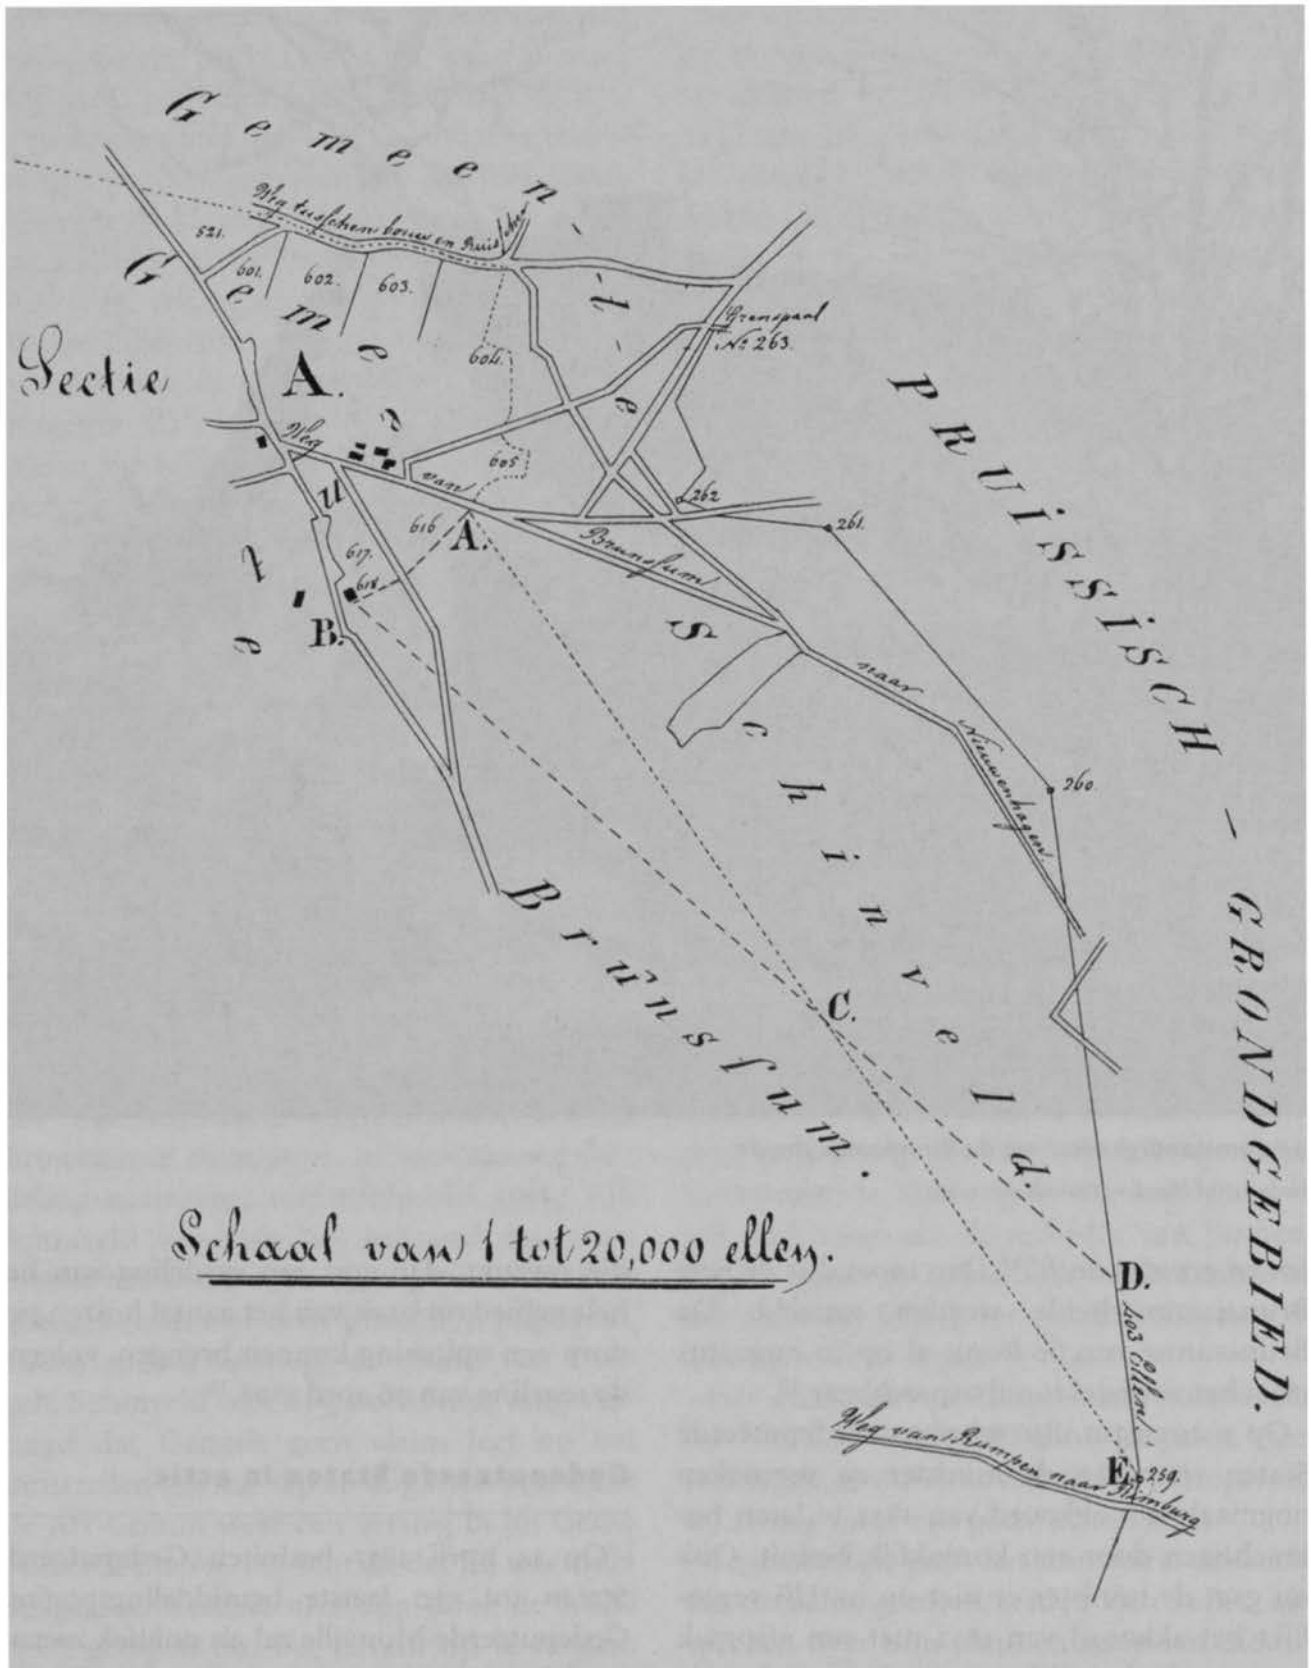 Gemeente
Schinveld.
Weg tusschen bouw en Ruis
521.
601.
602.
603.
604.
Grenspaal
No. 263.
Gemeente
Brunssum.
Sectie A.
Weg van Brunssum naar Nieuwenhagen.
605.
616
617.
618.
A.
B.
262
261.
260.
PRUISSISCH - GRONDGEBIED.
C.
Schaal van 1 tot 20,000 ellen.
D.
403 ellen
Weg van Rumpen naar Rimburg
E.
259.